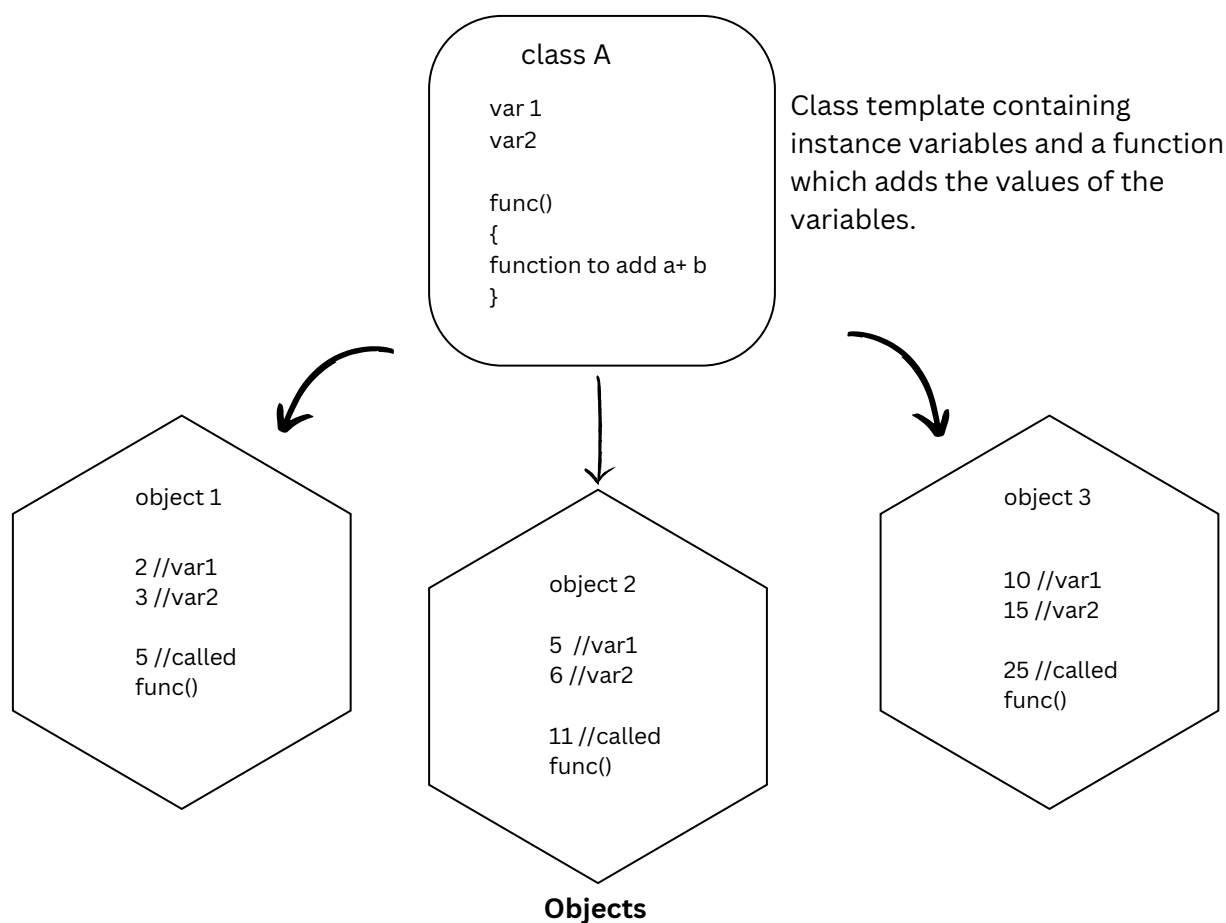 class A
var 1
var2
func()
{
function to add a+ b
}
Class template containing
instance variables and a function
which adds the values of the
variables.
object 1
2 //var1
3 //var2
5 //called
func()
object 2
5  //var1
6 //var2
11 //called
func()
object 3
10 //var1
15 //var2
25 //called
func()
Objects